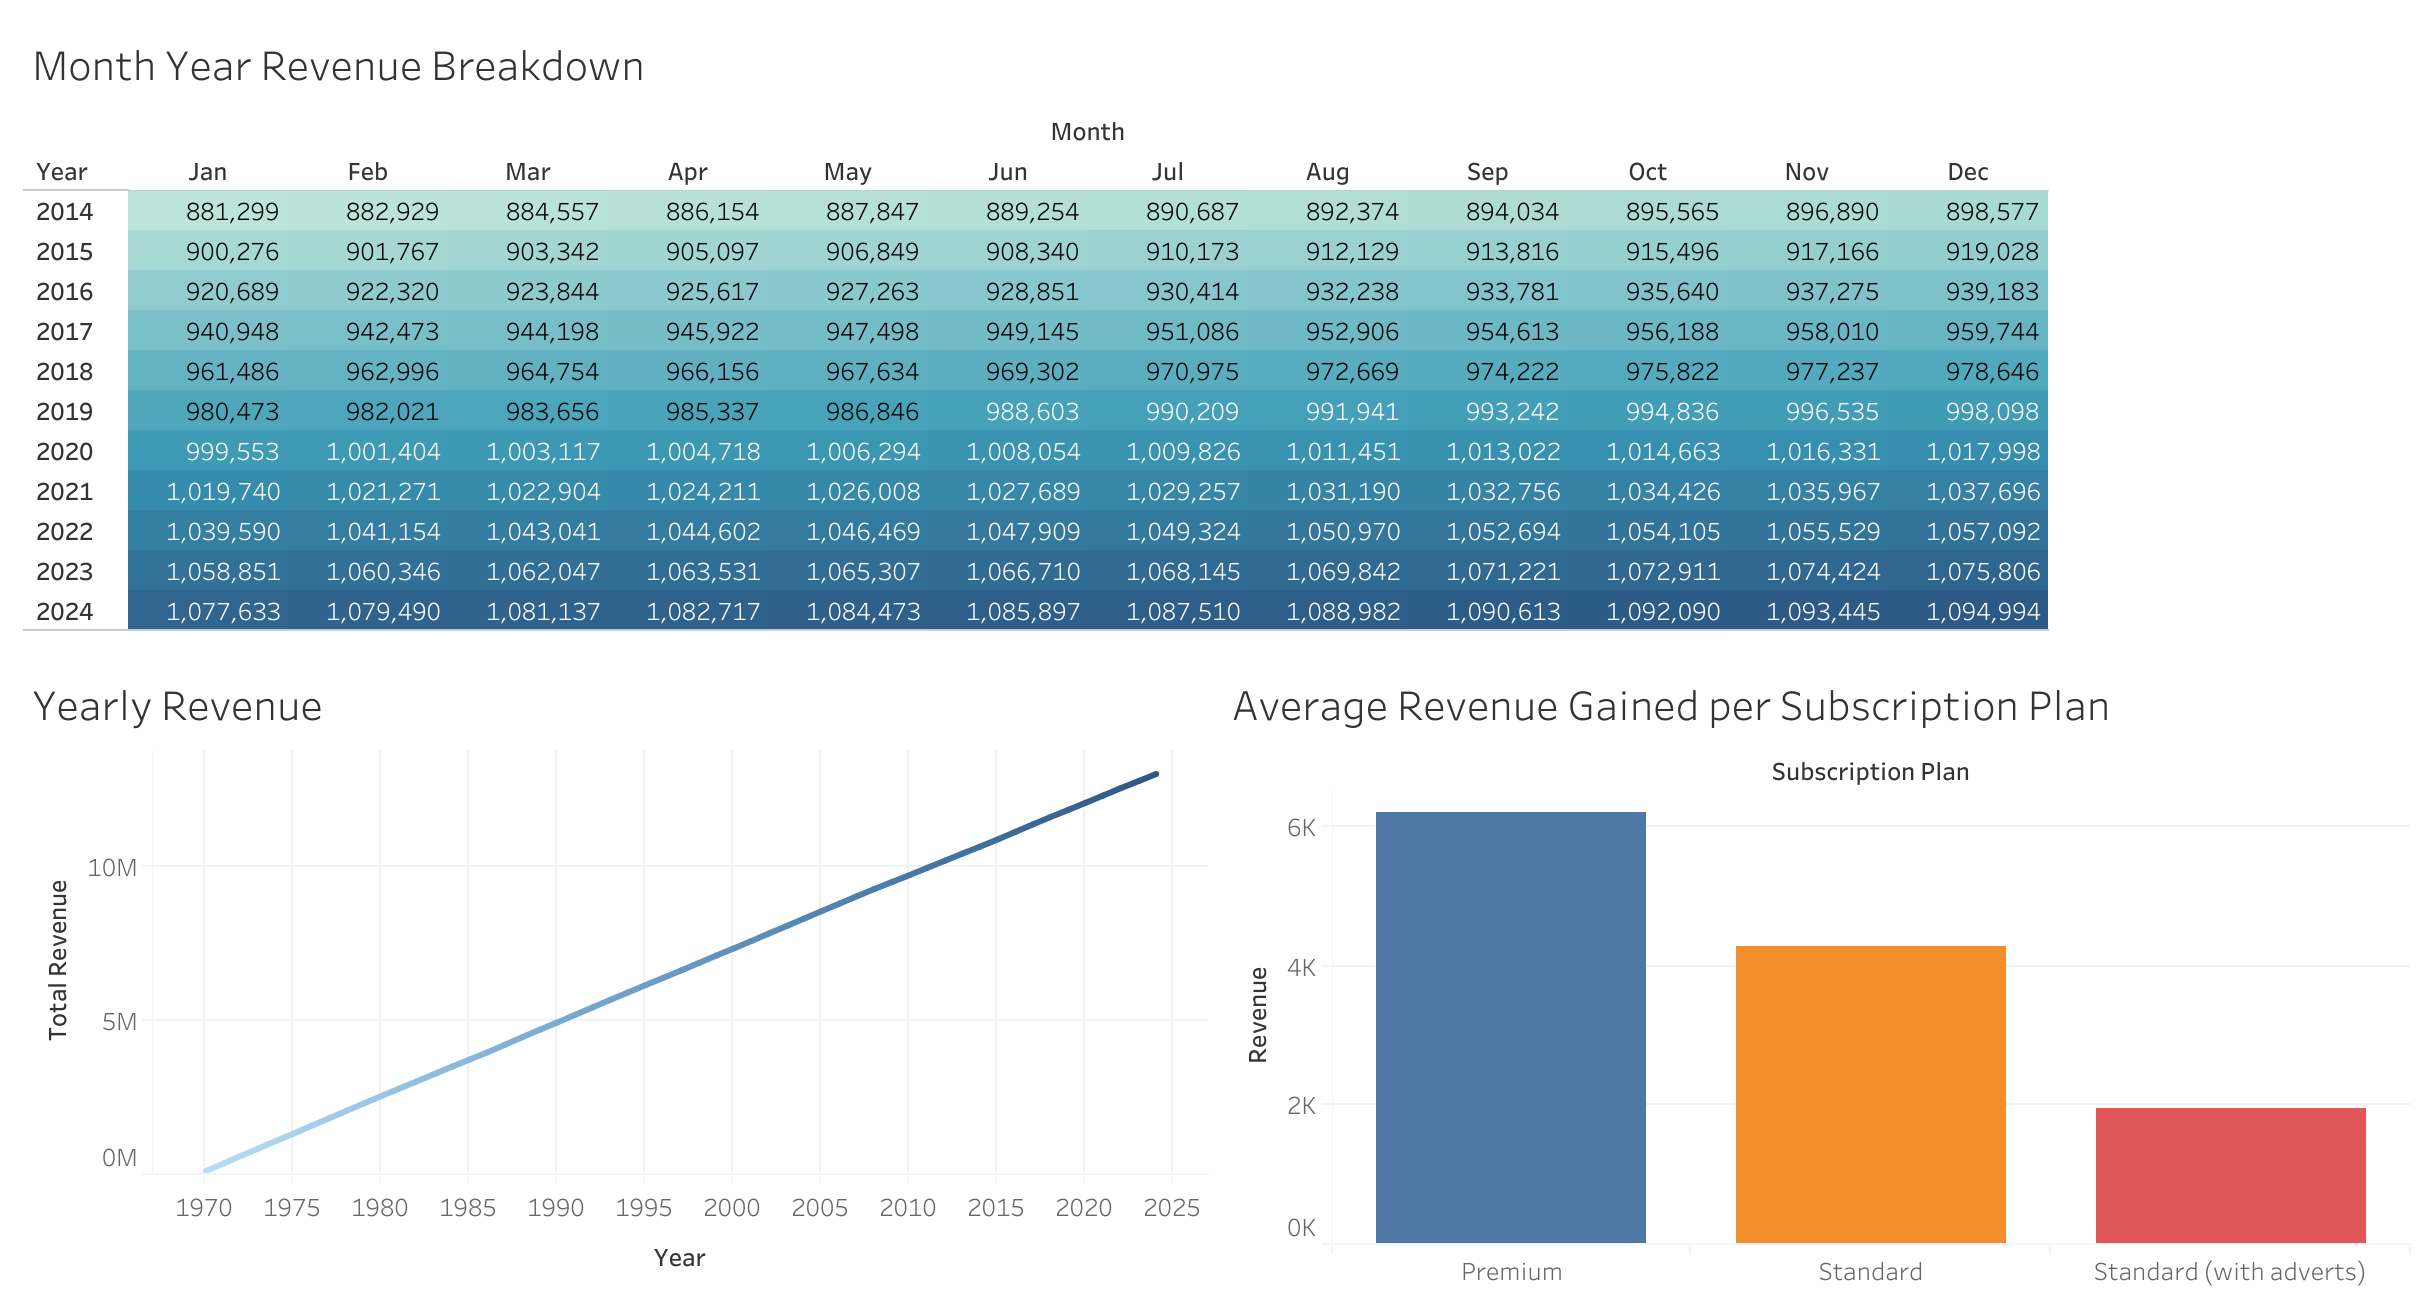 Month Year Revenue Breakdown
Month
Year Jan Feb Mar Apr May Jun Jul Aug Sep Oct Nov Dec
2014 881,299 882,929 884,557 886,154 887,847 889,254 890,687 892,374 894,034 895,565 896,890 898,577
2015 900,276 901,767 903,342 905,097 906,849 908,340 910,173 912,129 913,816 915,496 917,166 919,028
2016 920,689 922,320 923,844 925,617 927,263 928,851 930,414 932,238 933,781 935,640 937,275 939,183
2017 940,948 942,473 944,198 945,922 947,498 949,145 951,086 952,906 954,613 956,188 958,010 959,744
2018 961,486 962,996 964,754 966,156 967,634 969,302 970,975 972,669 974,222 975,822 977,237 978,646
2019 980,473 982,021 983,656 985,337 986,846 988,603 990,209 991,941 993,242 994,836 996,535 998,098
2020 999,553 1,001,404 1,003,117 1,004,718 1,006,294 1,008,054 1,009,826 1,011,451 1,013,022 1,014,663 1,016,331 1,017,998
2021 1,019,740 1,021,271 1,022,904 1,024,211 1,026,008 1,027,689 1,029,257 1,031,190 1,032,756 1,034,426 1,035,967 1,037,696
2022 1,039,590 1,041,154 1,043,041 1,044,602 1,046,469 1,047,909 1,049,324 1,050,970 1,052,694 1,054,105 1,055,529 1,057,092
2023 1,058,851 1,060,346 1,062,047 1,063,531 1,065,307 1,066,710 1,068,145 1,069,842 1,071,221 1,072,911 1,074,424 1,075,806
2024 1,077,633 1,079,490 1,081,137 1,082,717 1,084,473 1,085,897 1,087,510 1,088,982 1,090,613 1,092,090 1,093,445 1,094,994
Yearly Revenue
Total Revenue
10M
5M
0M
1970 1975 1980 1985 1990 1995 2000 2005 2010 2015 2020 2025
Year
Average Revenue Gained per Subscription Plan
Subscription Plan
Revenue
6K
4K
2K
0K
Premium Standard Standard (with adverts)